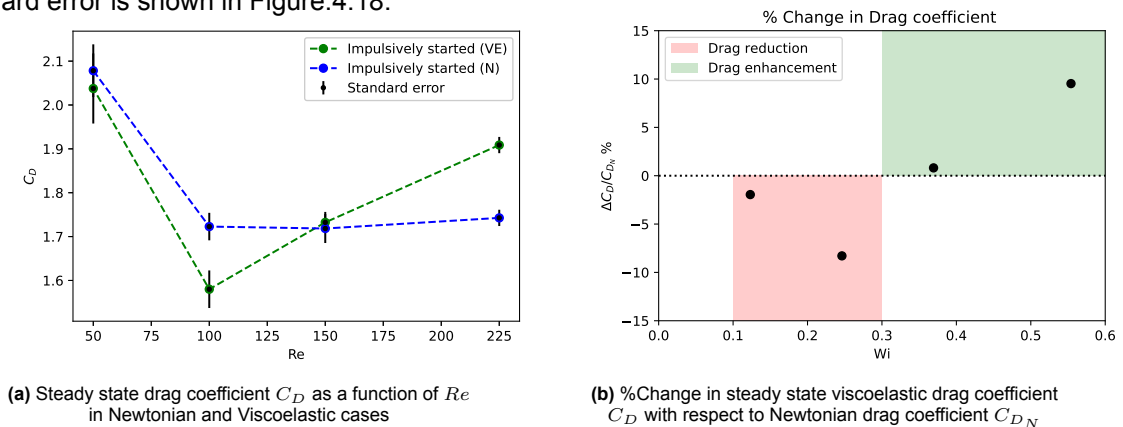 ard error is shown in Figure.4.18.
Impulsively started (VE)
Impulsively started (N)
Standard error
2.1
2.0
1.9
1.8
1.7
1.6
C_D
50 75 100 125 150 175 200 225
Re
(a) Steady state drag coefficient C_D as a function of Re
in Newtonian and Viscoelastic cases
% Change in Drag coefficient
Drag reduction
Drag enhancement
15
10
5
0
−5
−10
−15
ΔC_D/C_{D_N} %
0.0 0.1 0.2 0.3 0.4 0.5 0.6
Wi
(b) %Change in steady state viscoelastic drag coefficient
C_D with respect to Newtonian drag coefficient C_{D_N}